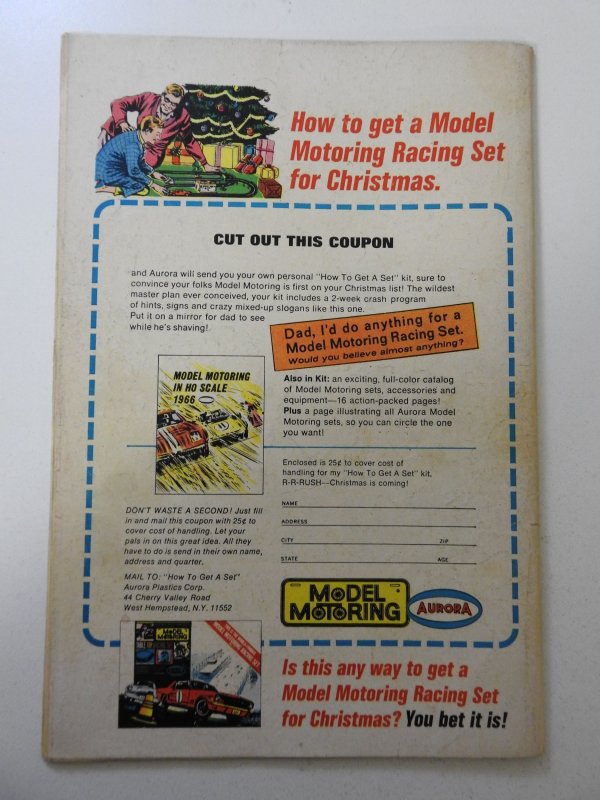 How to get a Model
Motoring Racing Set
for Christmas.
CUT OUT THIS COUPON
and Aurora will send you your own personal "How To Get A Set" kit, sure to
convince your folks Model Motoring is first on your Christmas list! The wildest
master plan ever conceived, your kit includes a 2-week crash program
of hints, signs and crazy mixed-up slogans like this one.
Put it on a mirror for dad to see
while he's shaving!
Dad, I'd do anything for a
Model Motoring Racing Set.
Would you believe almost anything?
MODEL MOTORING
IN HO SCALE
1966
Also in Kit: an exciting, full-color catalog
of Model Motoring sets, accessories and
equipment—16 action-packed pages!
Plus a page illustrating all Aurora Model
Motoring sets, so you can circle the one
you want!
Enclosed is 25¢ to cover cost of
handling for my "How To Get A Set" kit,
R-R-RUSH—Christmas is coming!
DON'T WASTE A SECOND! Just fill
in and mail this coupon with 25¢ to
cover cost of handling. Let your
pals in on this great idea. All they
have to do is send in their own name,
address and quarter.
MAIL TO: "How To Get A Set"
Aurora Plastics Corp.
44 Cherry Valley Road
West Hempstead, N.Y. 11552
NAME
ADDRESS
CITY ZIP
STATE AGE
MODEL
MOTORING
AURORA
MODEL
MOTORING
Is this any way to get a
Model Motoring Racing Set
for Christmas? You bet it is!